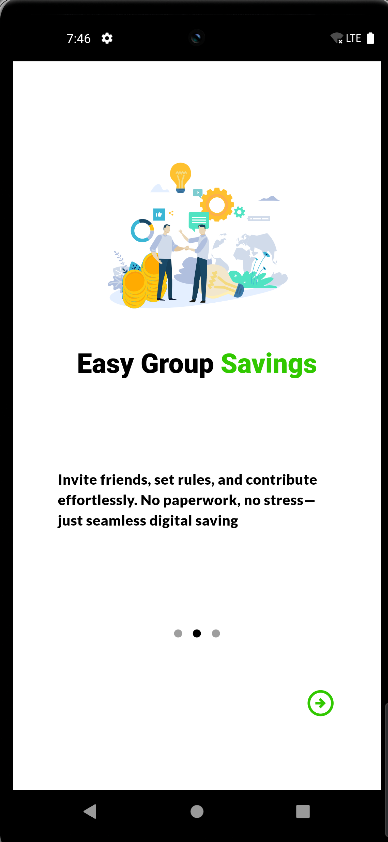 7:46
LTE
Easy Group Savings
Invite friends, set rules, and contribute
effortlessly. No paperwork, no stress—
just seamless digital saving